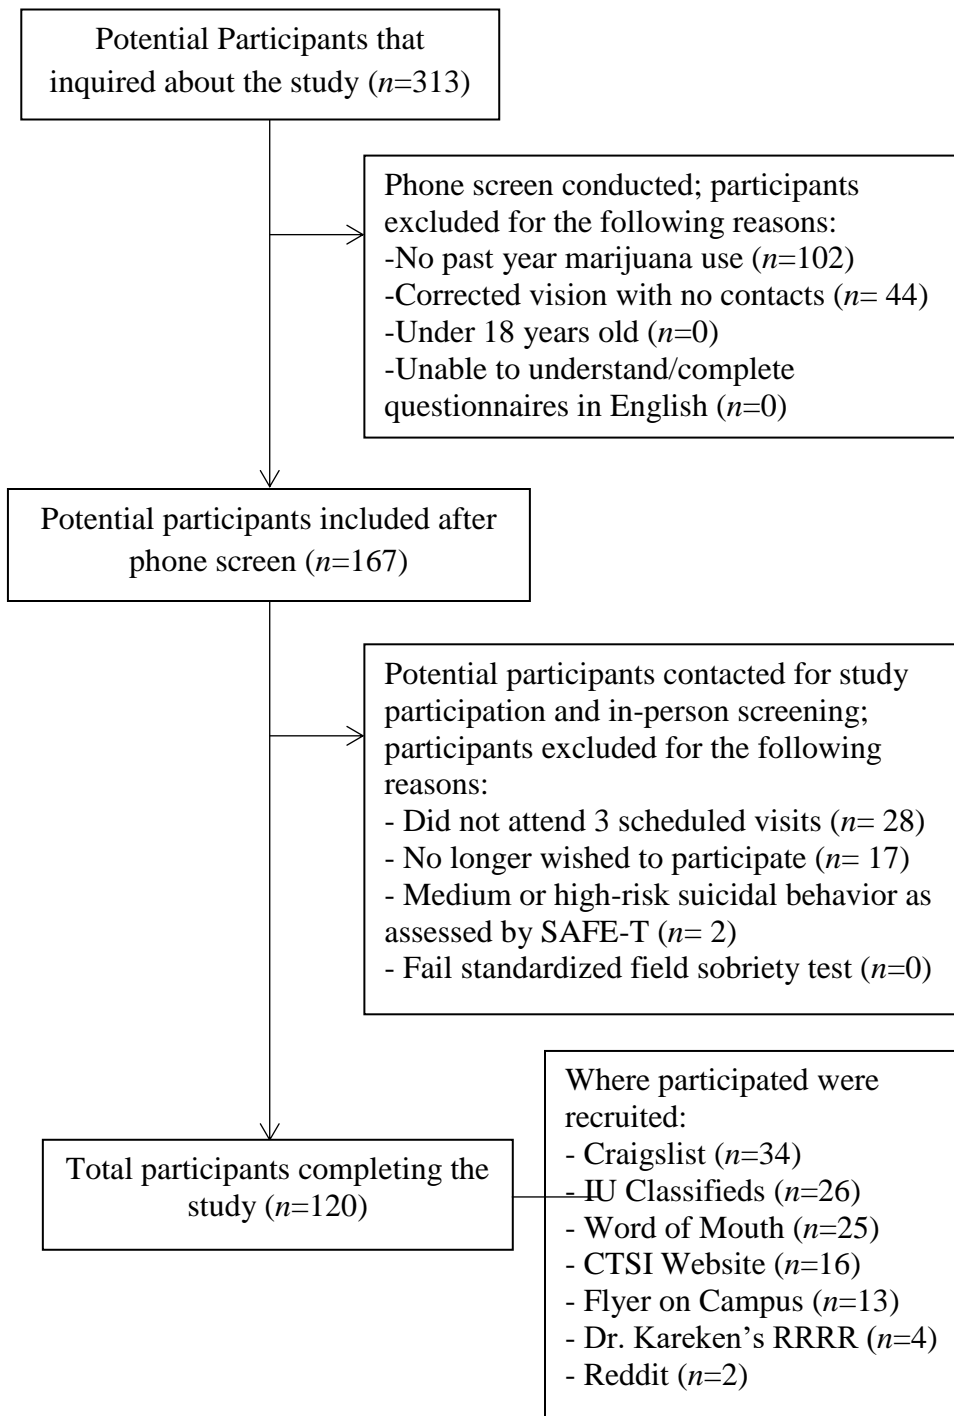 Potential Participants that
inquired about the study (n=313)
Phone screen conducted; participants
excluded for the following reasons:
-No past year marijuana use (n=102)
-Corrected vision with no contacts (n= 44)
-Under 18 years old (n=0)
-Unable to understand/complete
questionnaires in English (n=0)
Potential participants included after
phone screen (n=167)
Potential participants contacted for study
participation and in-person screening;
participants excluded for the following
reasons:
- Did not attend 3 scheduled visits (n= 28)
- No longer wished to participate (n= 17)
- Medium or high-risk suicidal behavior as
assessed by SAFE-T (n= 2)
- Fail standardized field sobriety test (n=0)
Total participants completing the
study (n=120)
Where participated were
recruited:
- Craigslist (n=34)
- IU Classifieds (n=26)
- Word of Mouth (n=25)
- CTSI Website (n=16)
- Flyer on Campus (n=13)
- Dr. Kareken’s RRRR (n=4)
- Reddit (n=2)